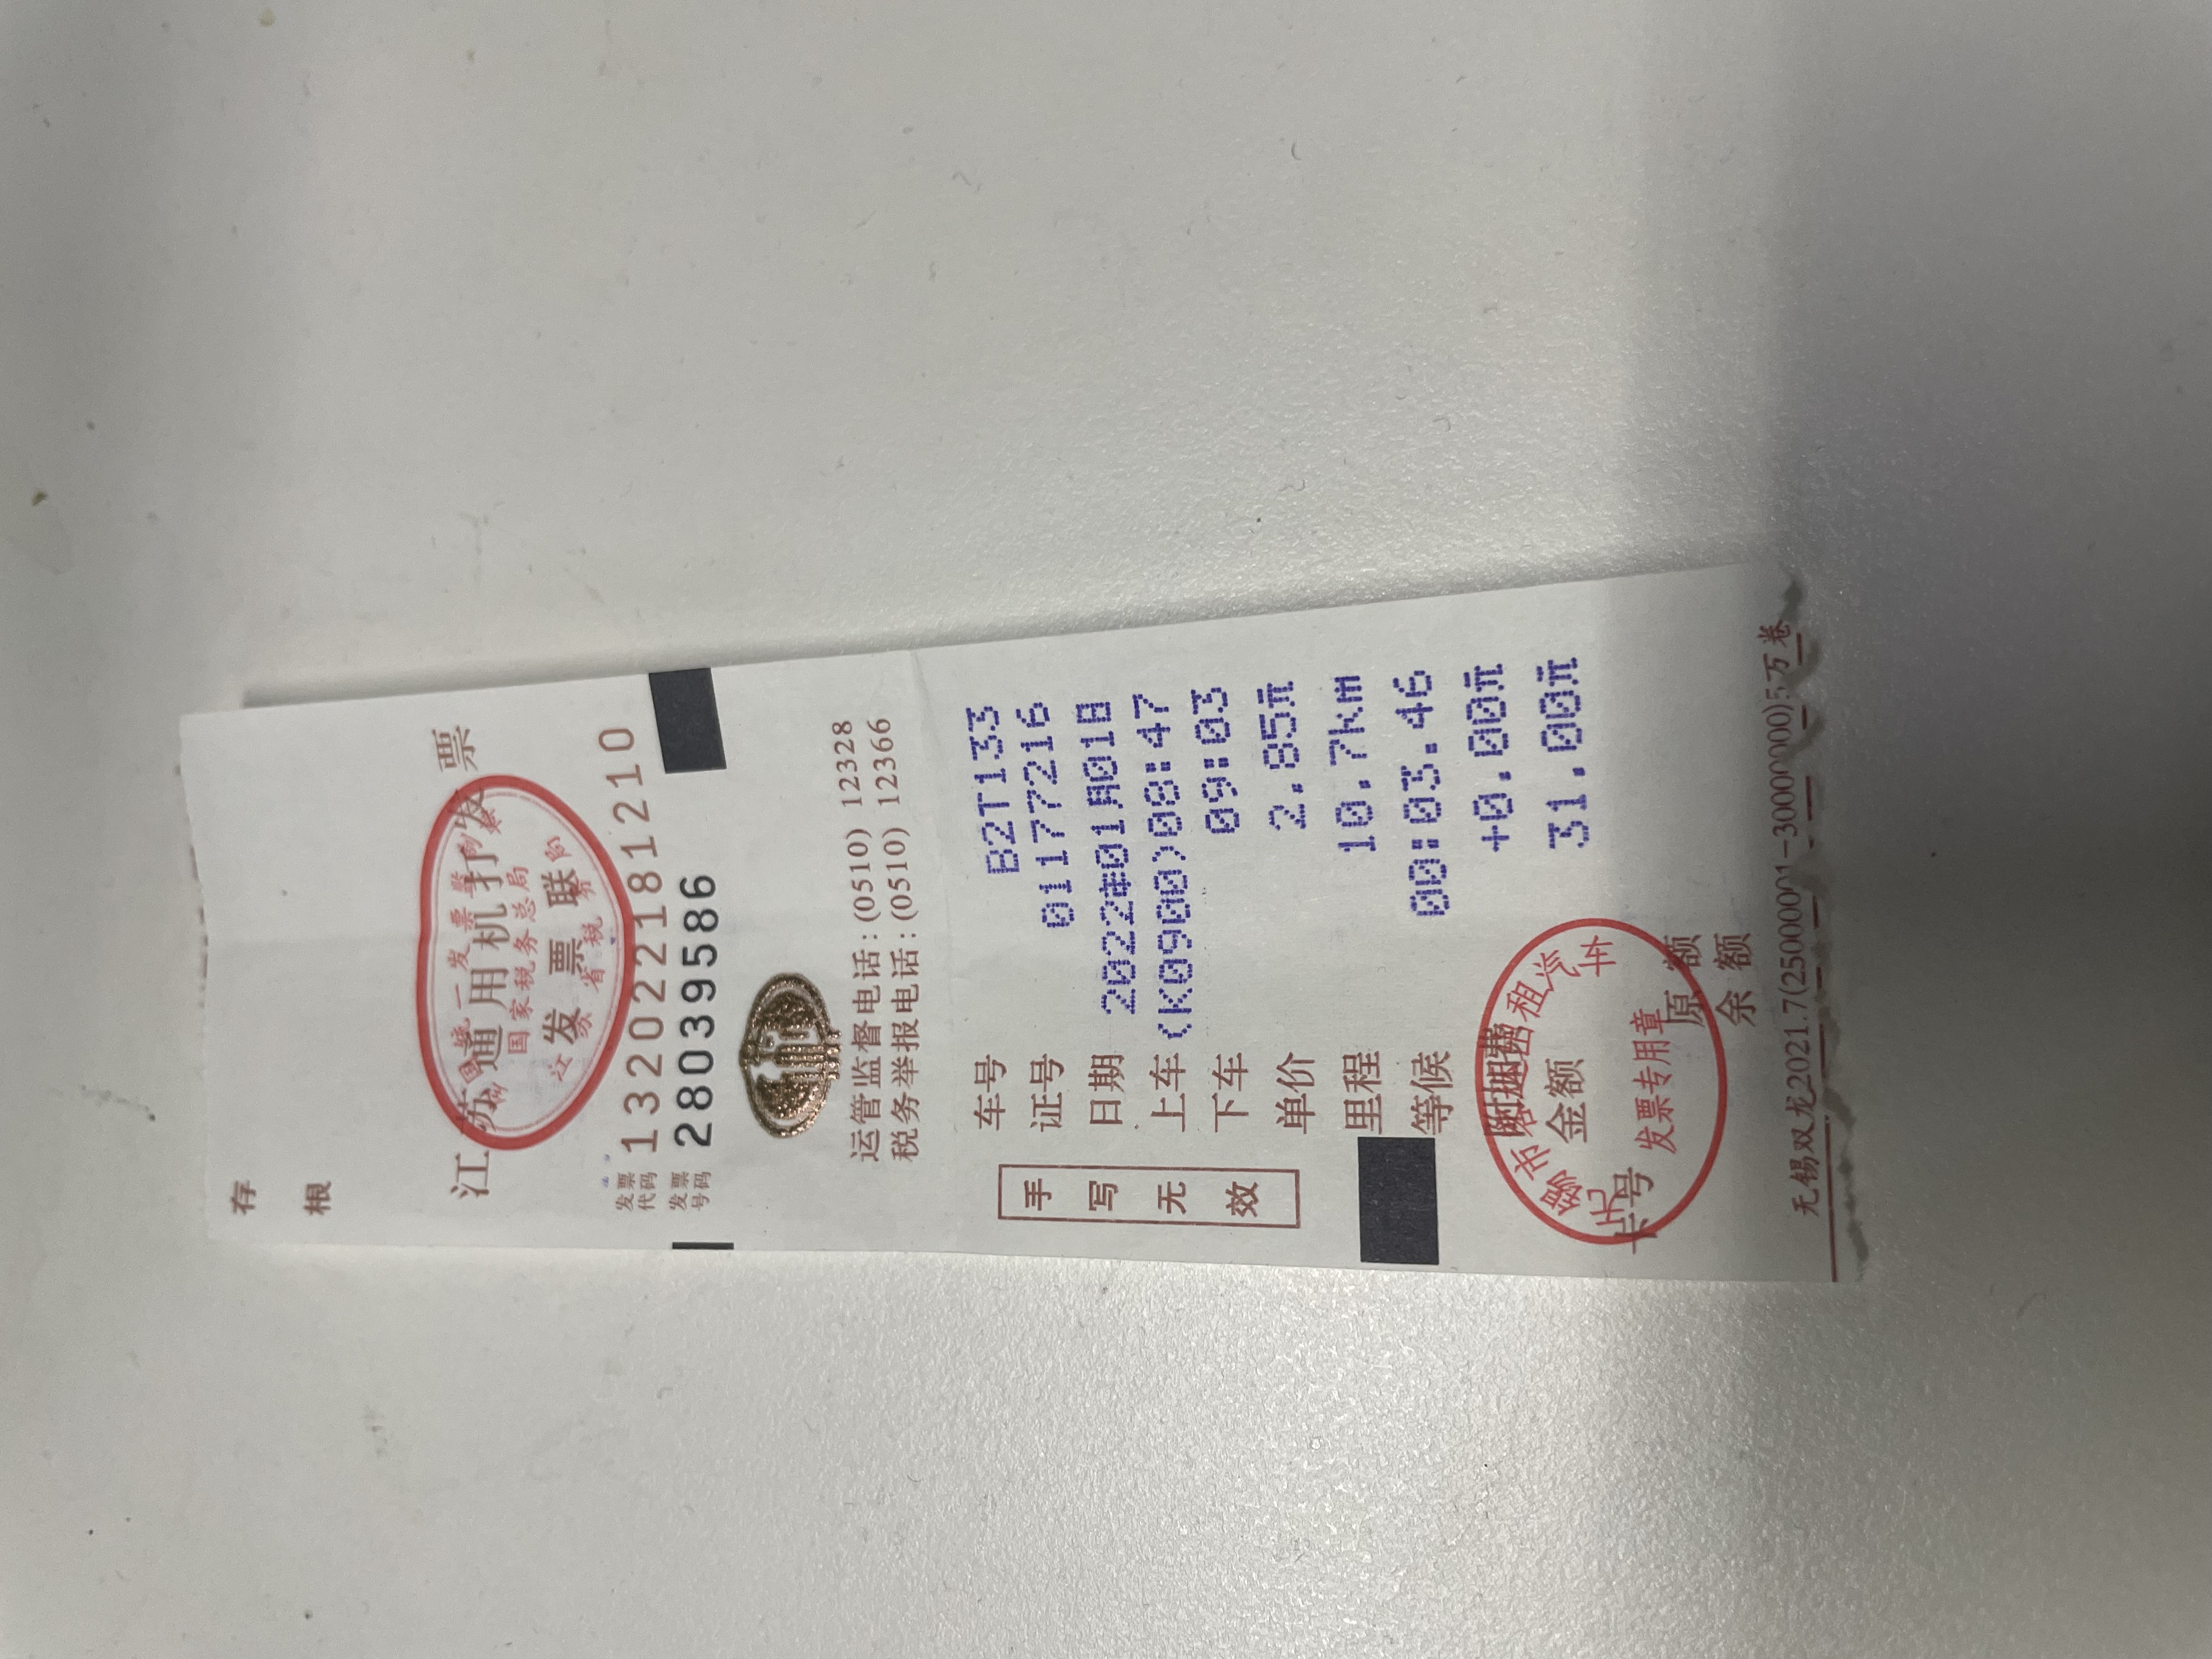 存
根
江苏通用机打发票
全国统一发票监制章
国家税务总局
发票联
江苏省税务局
发票代码 132022181210
发票号码 28039586
运管监督电话:(0510) 12328
税务举报电话:(0510) 12366
手写无效
车号 B2T133
证号 01177216
日期 2022年01月01日
上车 (K0900)08:47
下车 09:03
单价 2.85元
里程 10.7km
等候 00:03.46
附加费 +0.00元
金额 31.00元
无锡市客运出租汽车
卡号
发票专用章
原额
余额
无锡双龙2021.7(25000001-30000000)5万卷